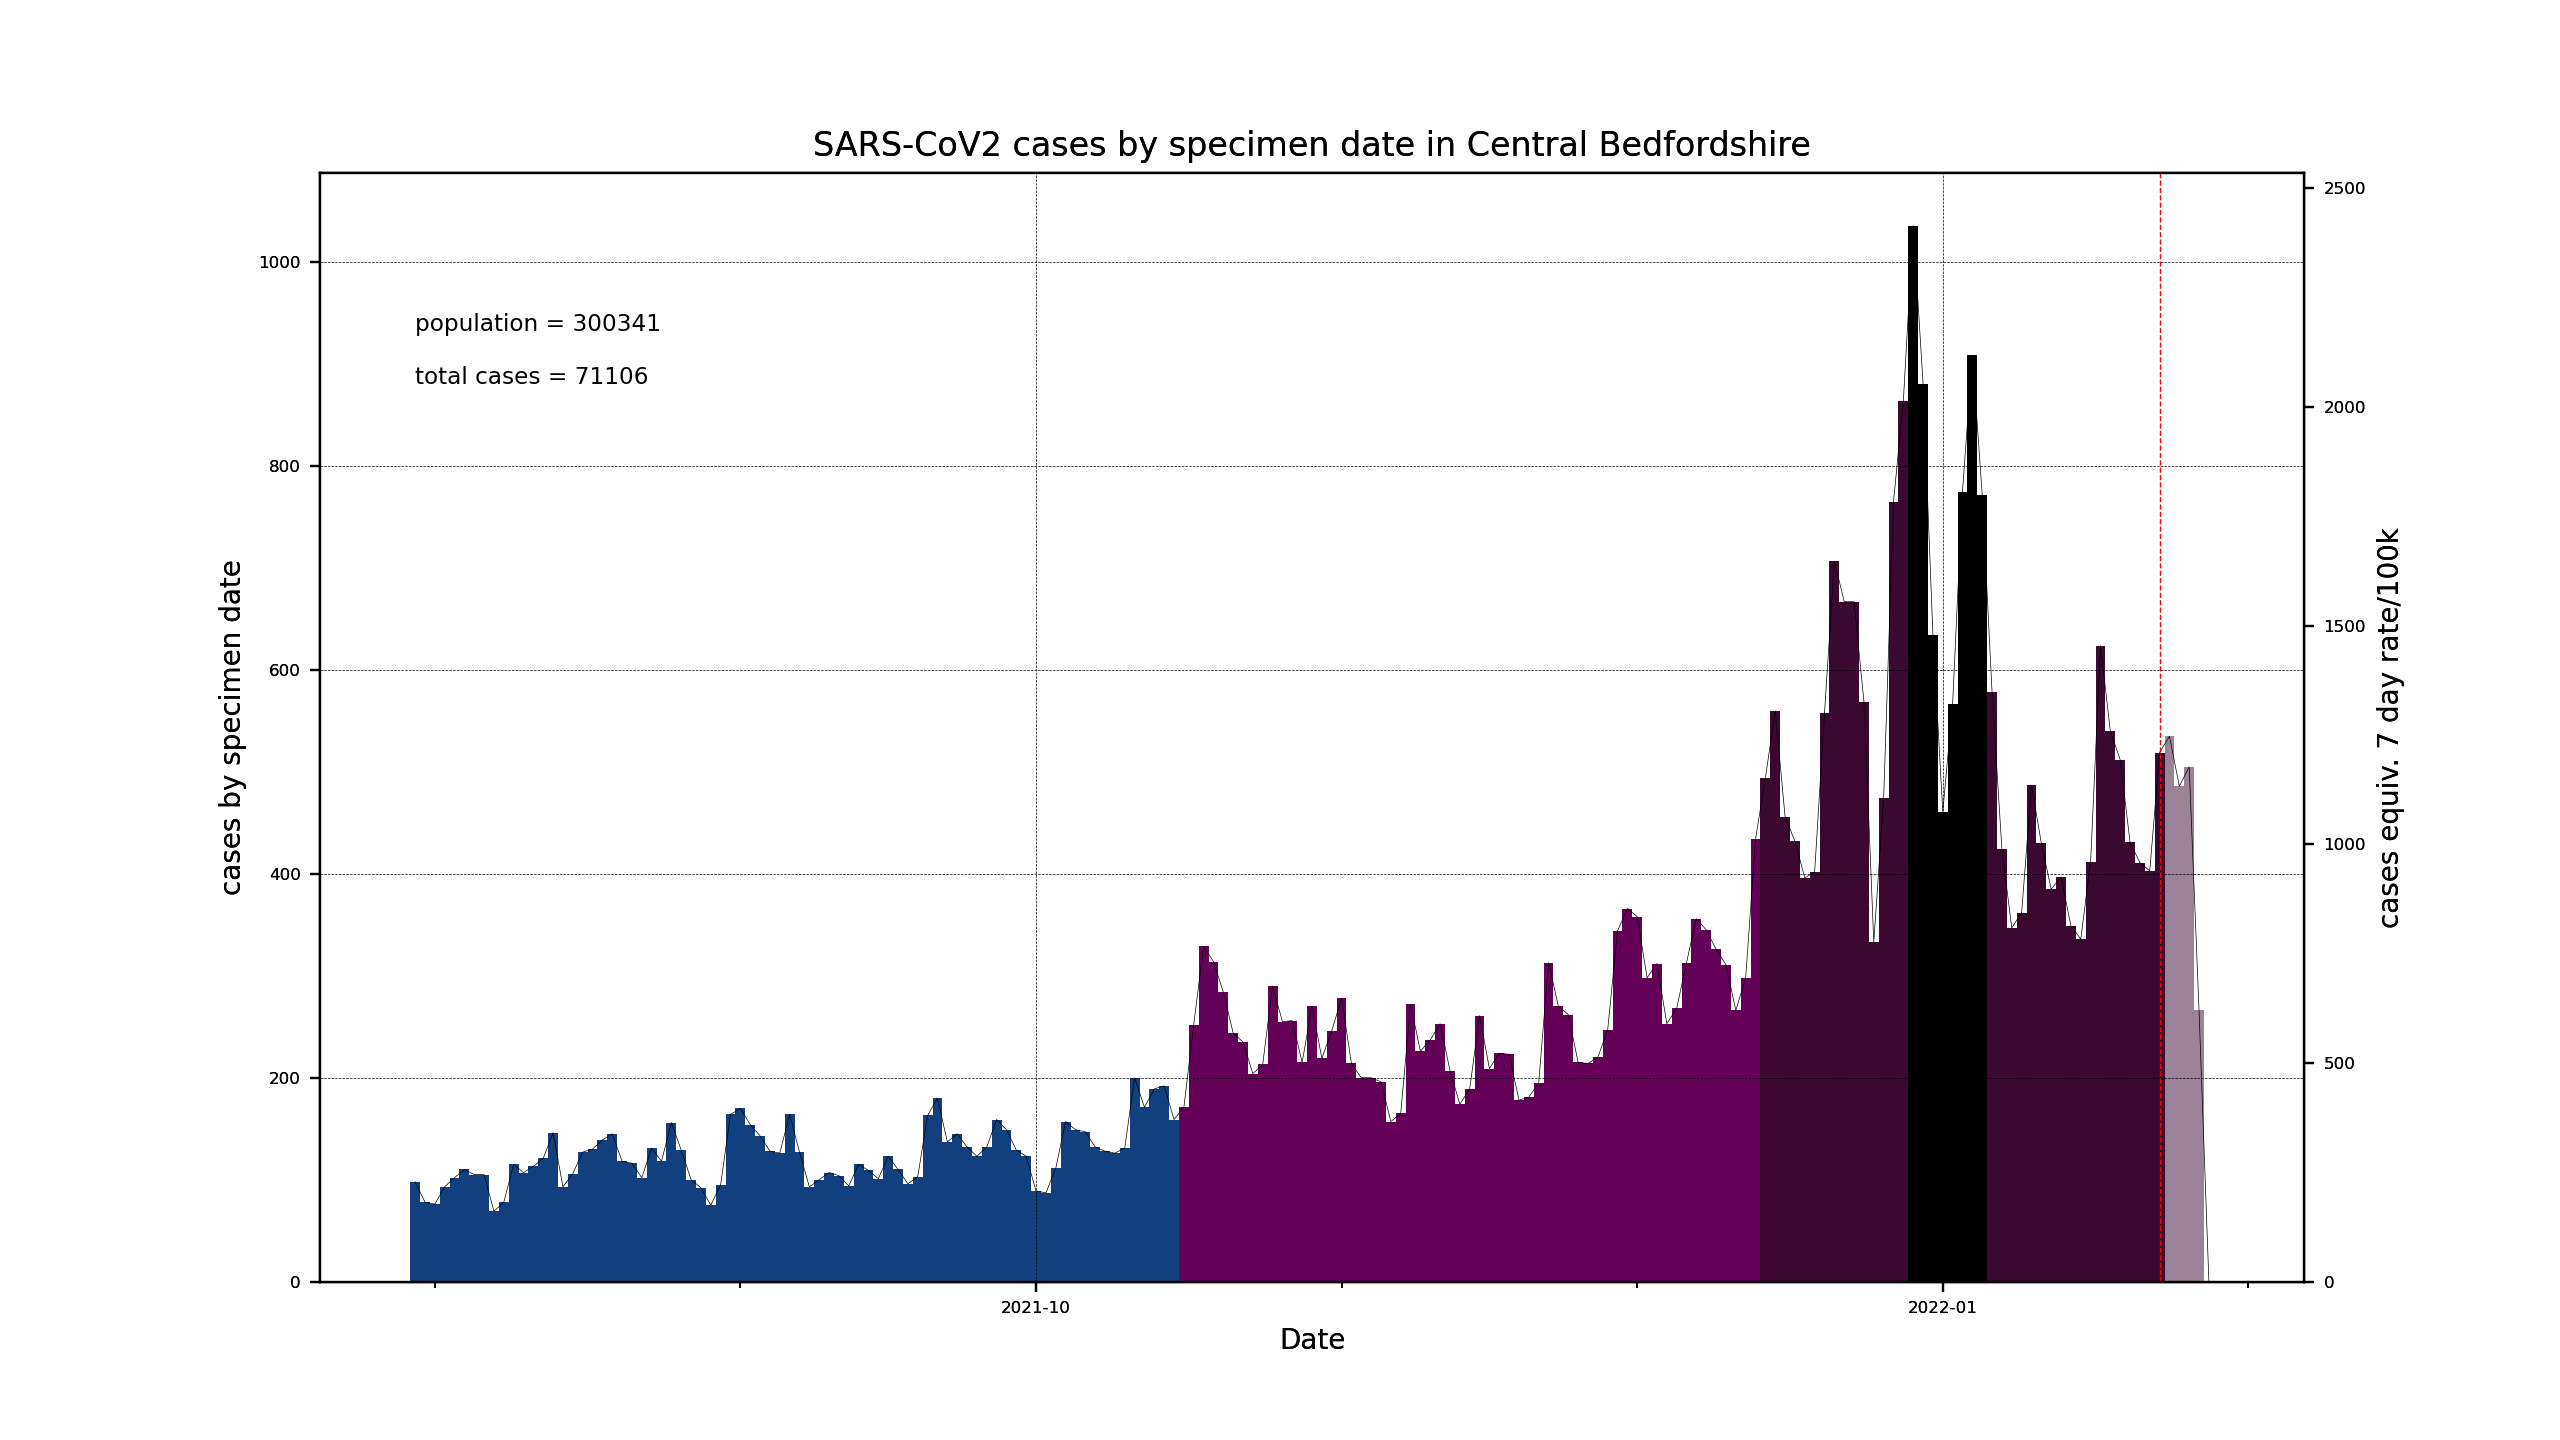 SARS-CoV2 cases by specimen date in Central Bedfordshire
population = 300341
total cases = 71106
cases by specimen date
1000
800
600
400
200
0
2500
2000
1500
1000
500
0
cases equiv. 7 day rate/100k
2021-10
2022-01
Date